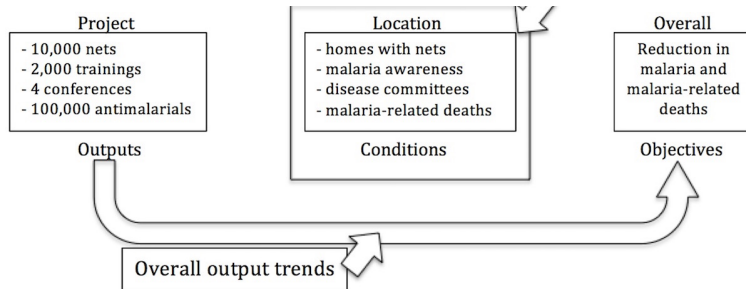 Project
- 10,000 nets
- 2,000 trainings
- 4 conferences
- 100,000 antimalarials
Outputs
Location
- homes with nets
- malaria awareness
- disease committees
- malaria-related deaths
Conditions
Overall
Reduction in
malaria and
malaria-related
deaths
Objectives
Overall output trends